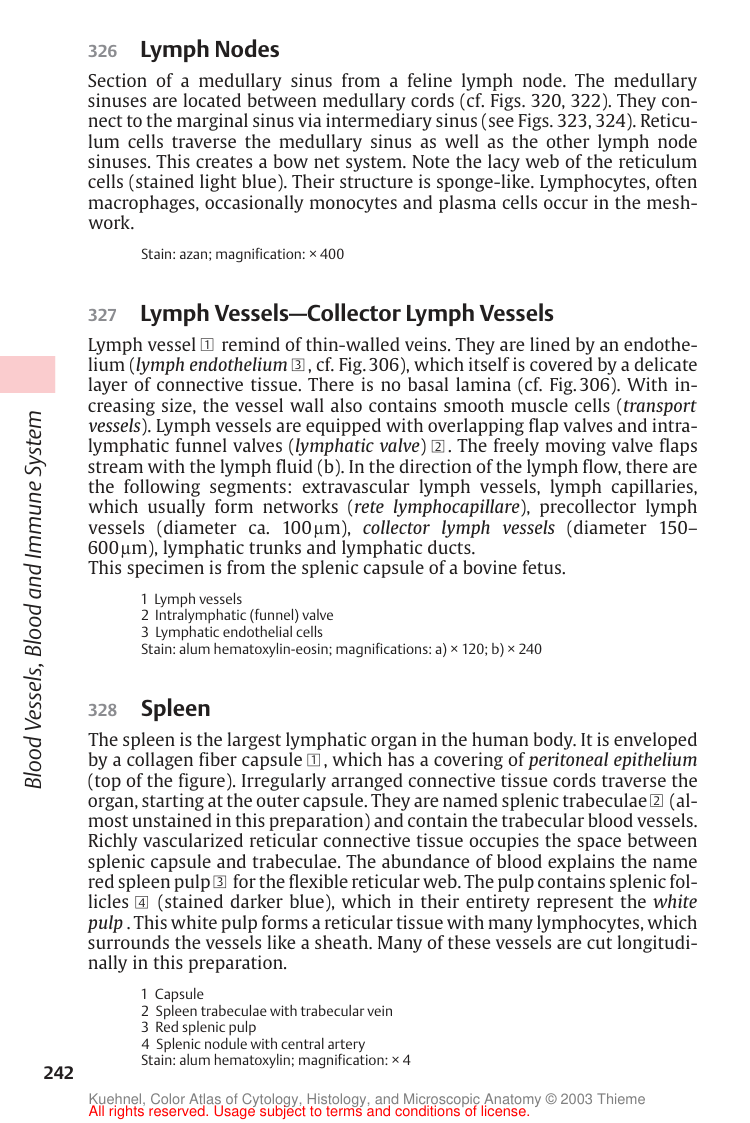 326 Lymph Nodes
Section of a medullary sinus from a feline lymph node. The medullary
sinuses are located between medullary cords (cf. Figs. 320, 322). They con-
nect to the marginal sinus via intermediary sinus (see Figs. 323, 324). Reticu-
lum cells traverse the medullary sinus as well as the other lymph node
sinuses. This creates a bow net system. Note the lacy web of the reticulum
cells (stained light blue). Their structure is sponge-like. Lymphocytes, often
macrophages, occasionally monocytes and plasma cells occur in the mesh-
work.
Stain: azan; magnification: × 400
327 Lymph Vessels—Collector Lymph Vessels
Lymph vessel 1 remind of thin-walled veins. They are lined by an endothe-
lium (lymph endothelium 3, cf. Fig. 306), which itself is covered by a delicate
layer of connective tissue. There is no basal lamina (cf. Fig. 306). With in-
creasing size, the vessel wall also contains smooth muscle cells (transport
vessels). Lymph vessels are equipped with overlapping flap valves and intra-
lymphatic funnel valves (lymphatic valve) 2. The freely moving valve flaps
stream with the lymph fluid (b). In the direction of the lymph flow, there are
the following segments: extravascular lymph vessels, lymph capillaries,
which usually form networks (rete lymphocapillare), precollector lymph
vessels (diameter ca. 100 µm), collector lymph vessels (diameter 150–
600 µm), lymphatic trunks and lymphatic ducts.
This specimen is from the splenic capsule of a bovine fetus.
1 Lymph vessels
2 Intralymphatic (funnel) valve
3 Lymphatic endothelial cells
Stain: alum hematoxylin-eosin; magnifications: a) × 120; b) × 240
328 Spleen
The spleen is the largest lymphatic organ in the human body. It is enveloped
by a collagen fiber capsule 1, which has a covering of peritoneal epithelium
(top of the figure). Irregularly arranged connective tissue cords traverse the
organ, starting at the outer capsule. They are named splenic trabeculae 2 (al-
most unstained in this preparation) and contain the trabecular blood vessels.
Richly vascularized reticular connective tissue occupies the space between
splenic capsule and trabeculae. The abundance of blood explains the name
red spleen pulp 3 for the flexible reticular web. The pulp contains splenic fol-
licles 4 (stained darker blue), which in their entirety represent the white
pulp . This white pulp forms a reticular tissue with many lymphocytes, which
surrounds the vessels like a sheath. Many of these vessels are cut longitudi-
nally in this preparation.
1 Capsule
2 Spleen trabeculae with trabecular vein
3 Red splenic pulp
4 Splenic nodule with central artery
Stain: alum hematoxylin; magnification: × 4
Blood Vessels, Blood and Immune System
242
Kuehnel, Color Atlas of Cytology, Histology, and Microscopic Anatomy © 2003 Thieme
All rights reserved. Usage subject to terms and conditions of license.